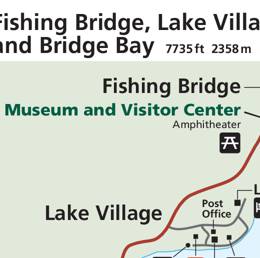 Fishing Bridge, Lake Villa
and Bridge Bay 7735 ft 2358 m
Fishing Bridge
Museum and Visitor Center
Amphitheater
L
Lake Village
Post
Office